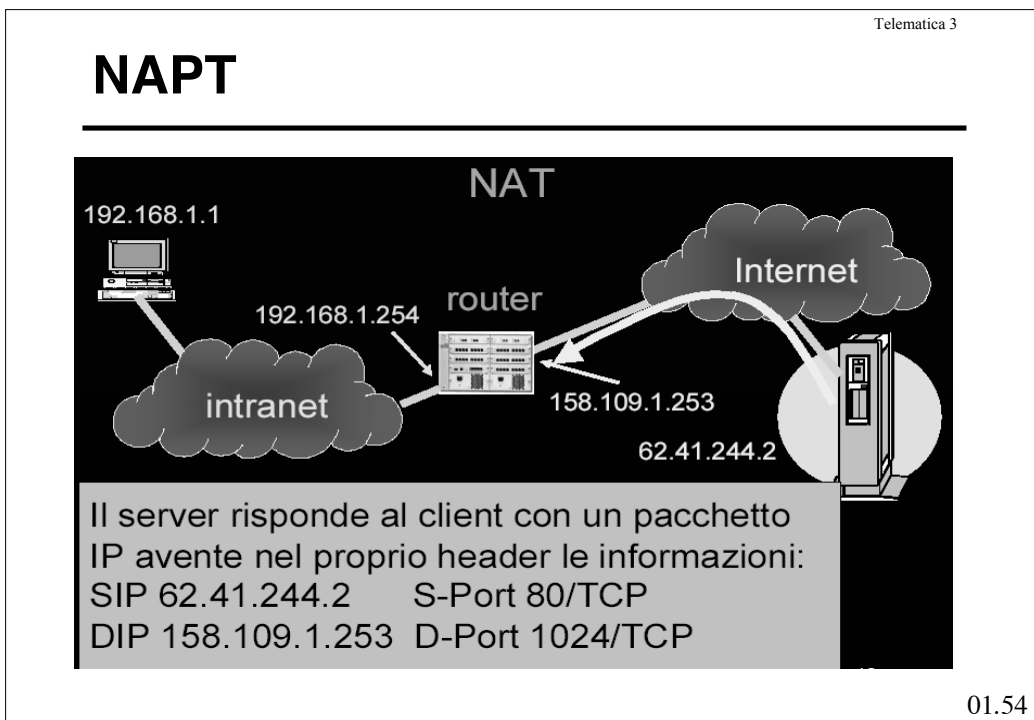 Telematica 3
NAPT
NAT
192.168.1.1
Internet
router
192.168.1.254
intranet
158.109.1.253
62.41.244.2
Il server risponde al client con un pacchetto
IP avente nel proprio header le informazioni:
SIP 62.41.244.2 S-Port 80/TCP
DIP 158.109.1.253 D-Port 1024/TCP
01.54